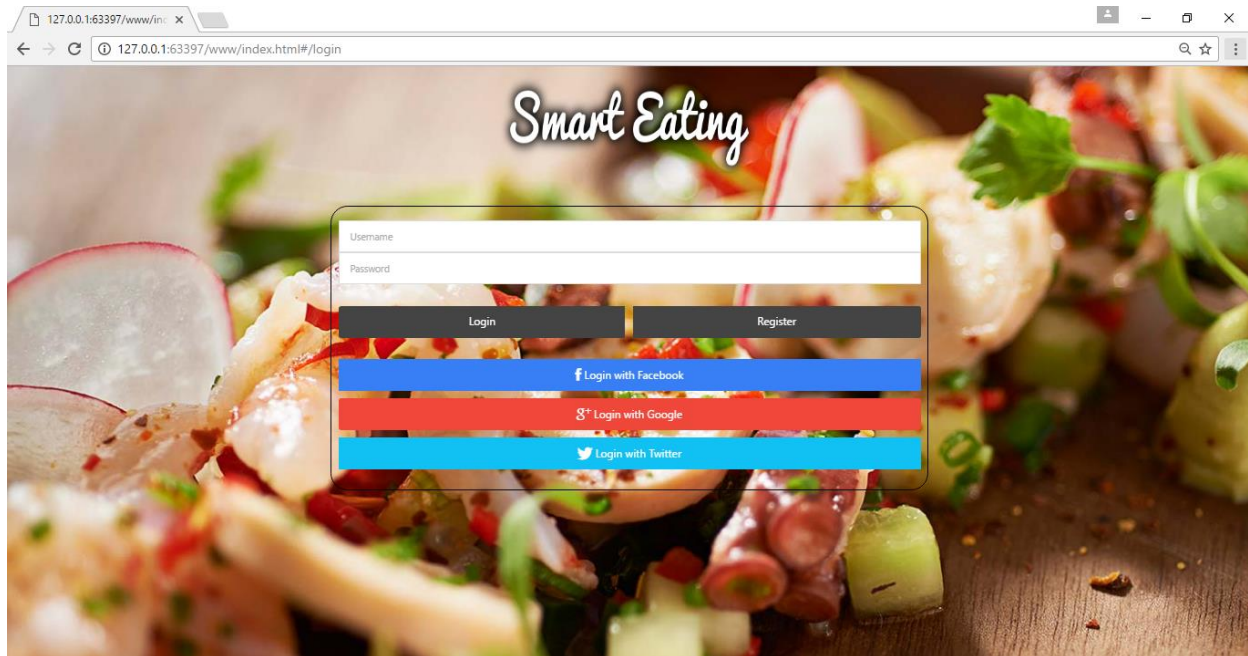 127.0.0.1:63397/www/inc
127.0.0.1:63397/www/index.html#/login
Smart Eating
Username
Password
Login
Register
f Login with Facebook
g+ Login with Google
Login with Twitter